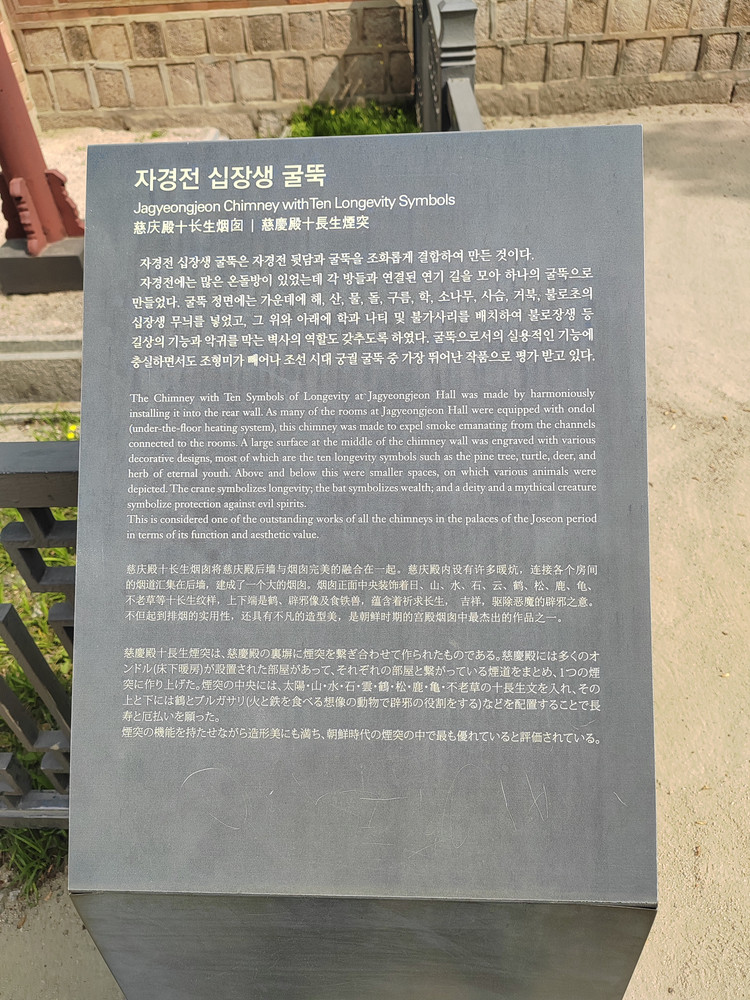 자경전 십장생 굴뚝
Jagyeongjeon Chimney with Ten Longevity Symbols
慈庆殿十长生烟囱 | 慈慶殿十長生煙突
자경전 십장생 굴뚝은 자경전 뒷담과 굴뚝을 조화롭게 결합하여 만든 것이다.
자경전에는 많은 온돌방이 있었는데 각 방들과 연결된 연기 길을 모아 하나의 굴뚝으로
만들었다. 굴뚝 정면에는 가운데에 해, 산, 물, 돌, 구름, 학, 소나무, 사슴, 거북, 불로초의
십장생 무늬를 넣었고, 그 위와 아래에 학과 나티 및 불가사리를 배치하여 불로장생 등
길상의 기능과 악귀를 막는 벽사의 역할도 갖추도록 하였다. 굴뚝으로서의 실용적인 기능에
충실하면서도 조형미가 빼어나 조선 시대 궁궐 굴뚝 중 가장 뛰어난 작품으로 평가 받고 있다.
The Chimney with Ten Symbols of Longevity at Jagyeongjeon Hall was made by harmoniously
installing it into the rear wall. As many of the rooms at Jagyeongjeon Hall were equipped with ondol
(under-the-floor heating system), this chimney was made to expel smoke emanating from the channels
connected to the rooms. A large surface at the middle of the chimney wall was engraved with various
decorative designs, most of which are the ten longevity symbols such as the pine tree, turtle, deer, and
herb of eternal youth. Above and below this were smaller spaces, on which various animals were
depicted. The crane symbolizes longevity; the bat symbolizes wealth; and a deity and a mythical creature
symbolize protection against evil spirits.
This is considered one of the outstanding works of all the chimneys in the palaces of the Joseon period
in terms of its function and aesthetic value.
慈庆殿十长生烟囱将慈庆殿后墙与烟囱完美的融合在一起。慈庆殿内设有许多暖炕，连接各个房间
的烟道汇集在后墙，建成了一个大的烟囱。烟囱正面中央装饰着日、山、水、石、云、鹤、松、鹿、龟、
不老草等十长生纹样，上下端是鹤、辟邪像及食铁兽，蕴含着祈求长生， 吉祥，驱除恶魔的辟邪之意。
不但起到排烟的实用性，还具有不凡的造型美，是朝鲜时期的宫殿烟囱中最杰出的作品之一。
慈慶殿十長生煙突は、慈慶殿の裏塀に煙突を繋ぎ合わせて作られたものである。慈慶殿には多くのオ
ンドル(床下暖房)が設置された部屋があって、それぞれの部屋と繋がっている煙道をまとめ、1つの煙
突に作り上げた。煙突の中央には、太陽・山・水・石・雲・鶴・松・鹿・亀・不老草の十長生文を入れ、その
上と下には鶴とプルガサリ(火と鉄を食べる想像の動物で辟邪の役割をする)などを配置することで長
寿と厄払いを願った。
煙突の機能を持たせながら造形美にも満ち、朝鮮時代の煙突の中で最も優れていると評価されている。